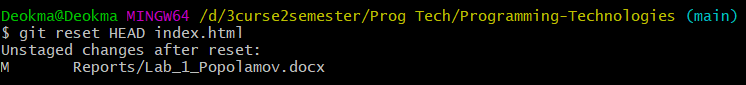 Deokma@Deokma MINGW64 /d/3curse2semester/Prog Tech/Programming-Technologies (main)
$ git reset HEAD index.html
Unstaged changes after reset:
M       Reports/Lab_1_Popolamov.docx